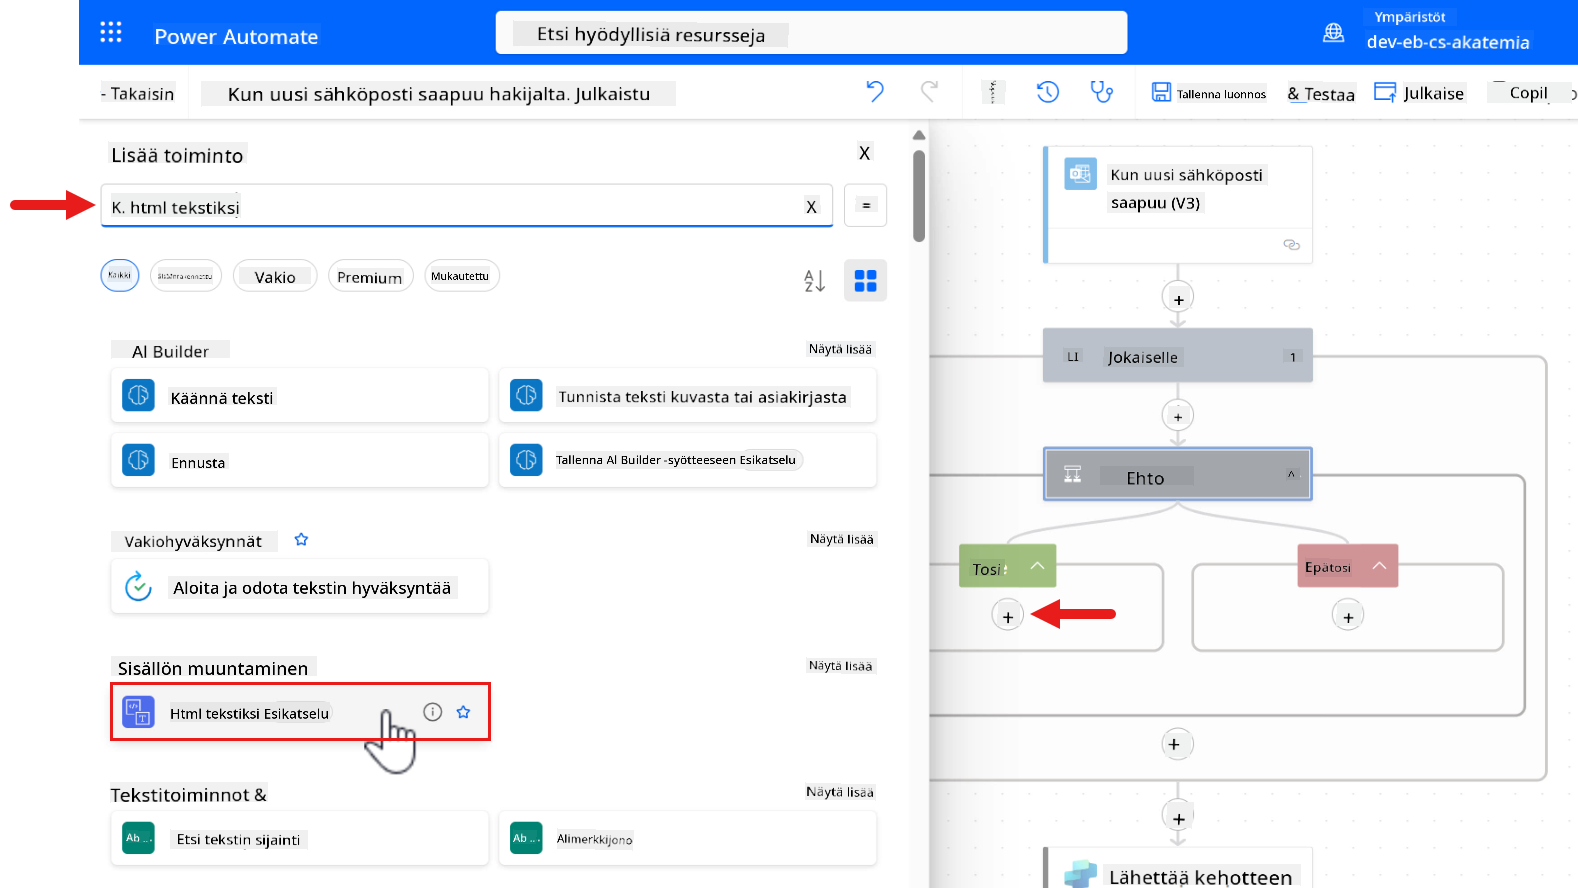 Power Automate
Etsi hyödyllisiä resursseja
Ympäristöt
dev-eb-cs-akatemia
- Takaisin
Kun uusi sähköposti saapuu hakijalta. Julkaistu
Tallenna luonnos
& Testaa
Julkaise
Copil
Lisää toiminto
X
K. html tekstiksi
X
=
Kaikki
Sisäänrakennettu
Vakio
Premium
Mukautettu
A
Z
AI Builder
Näytä lisää
Käännä teksti
Tunnista teksti kuvasta tai asiakirjasta
Ennusta
Tallenna AI Builder -syötteeseen Esikatselu
Vakiohyväksynnät
Näytä lisää
Aloita ja odota tekstin hyväksyntää
Sisällön muuntaminen
Näytä lisää
Html tekstiksi Esikatselu
Tekstitoiminnot &
Näytä lisää
Ab ...
Etsi tekstin sijainti
Ab ...
Alimerkkijono
Kun uusi sähköposti
saapuu (V3)
+
LI
Jokaiselle
1
+
Ehto
^
Tosi
Epätosi
+
+
+
+
Lähettää kehotteen